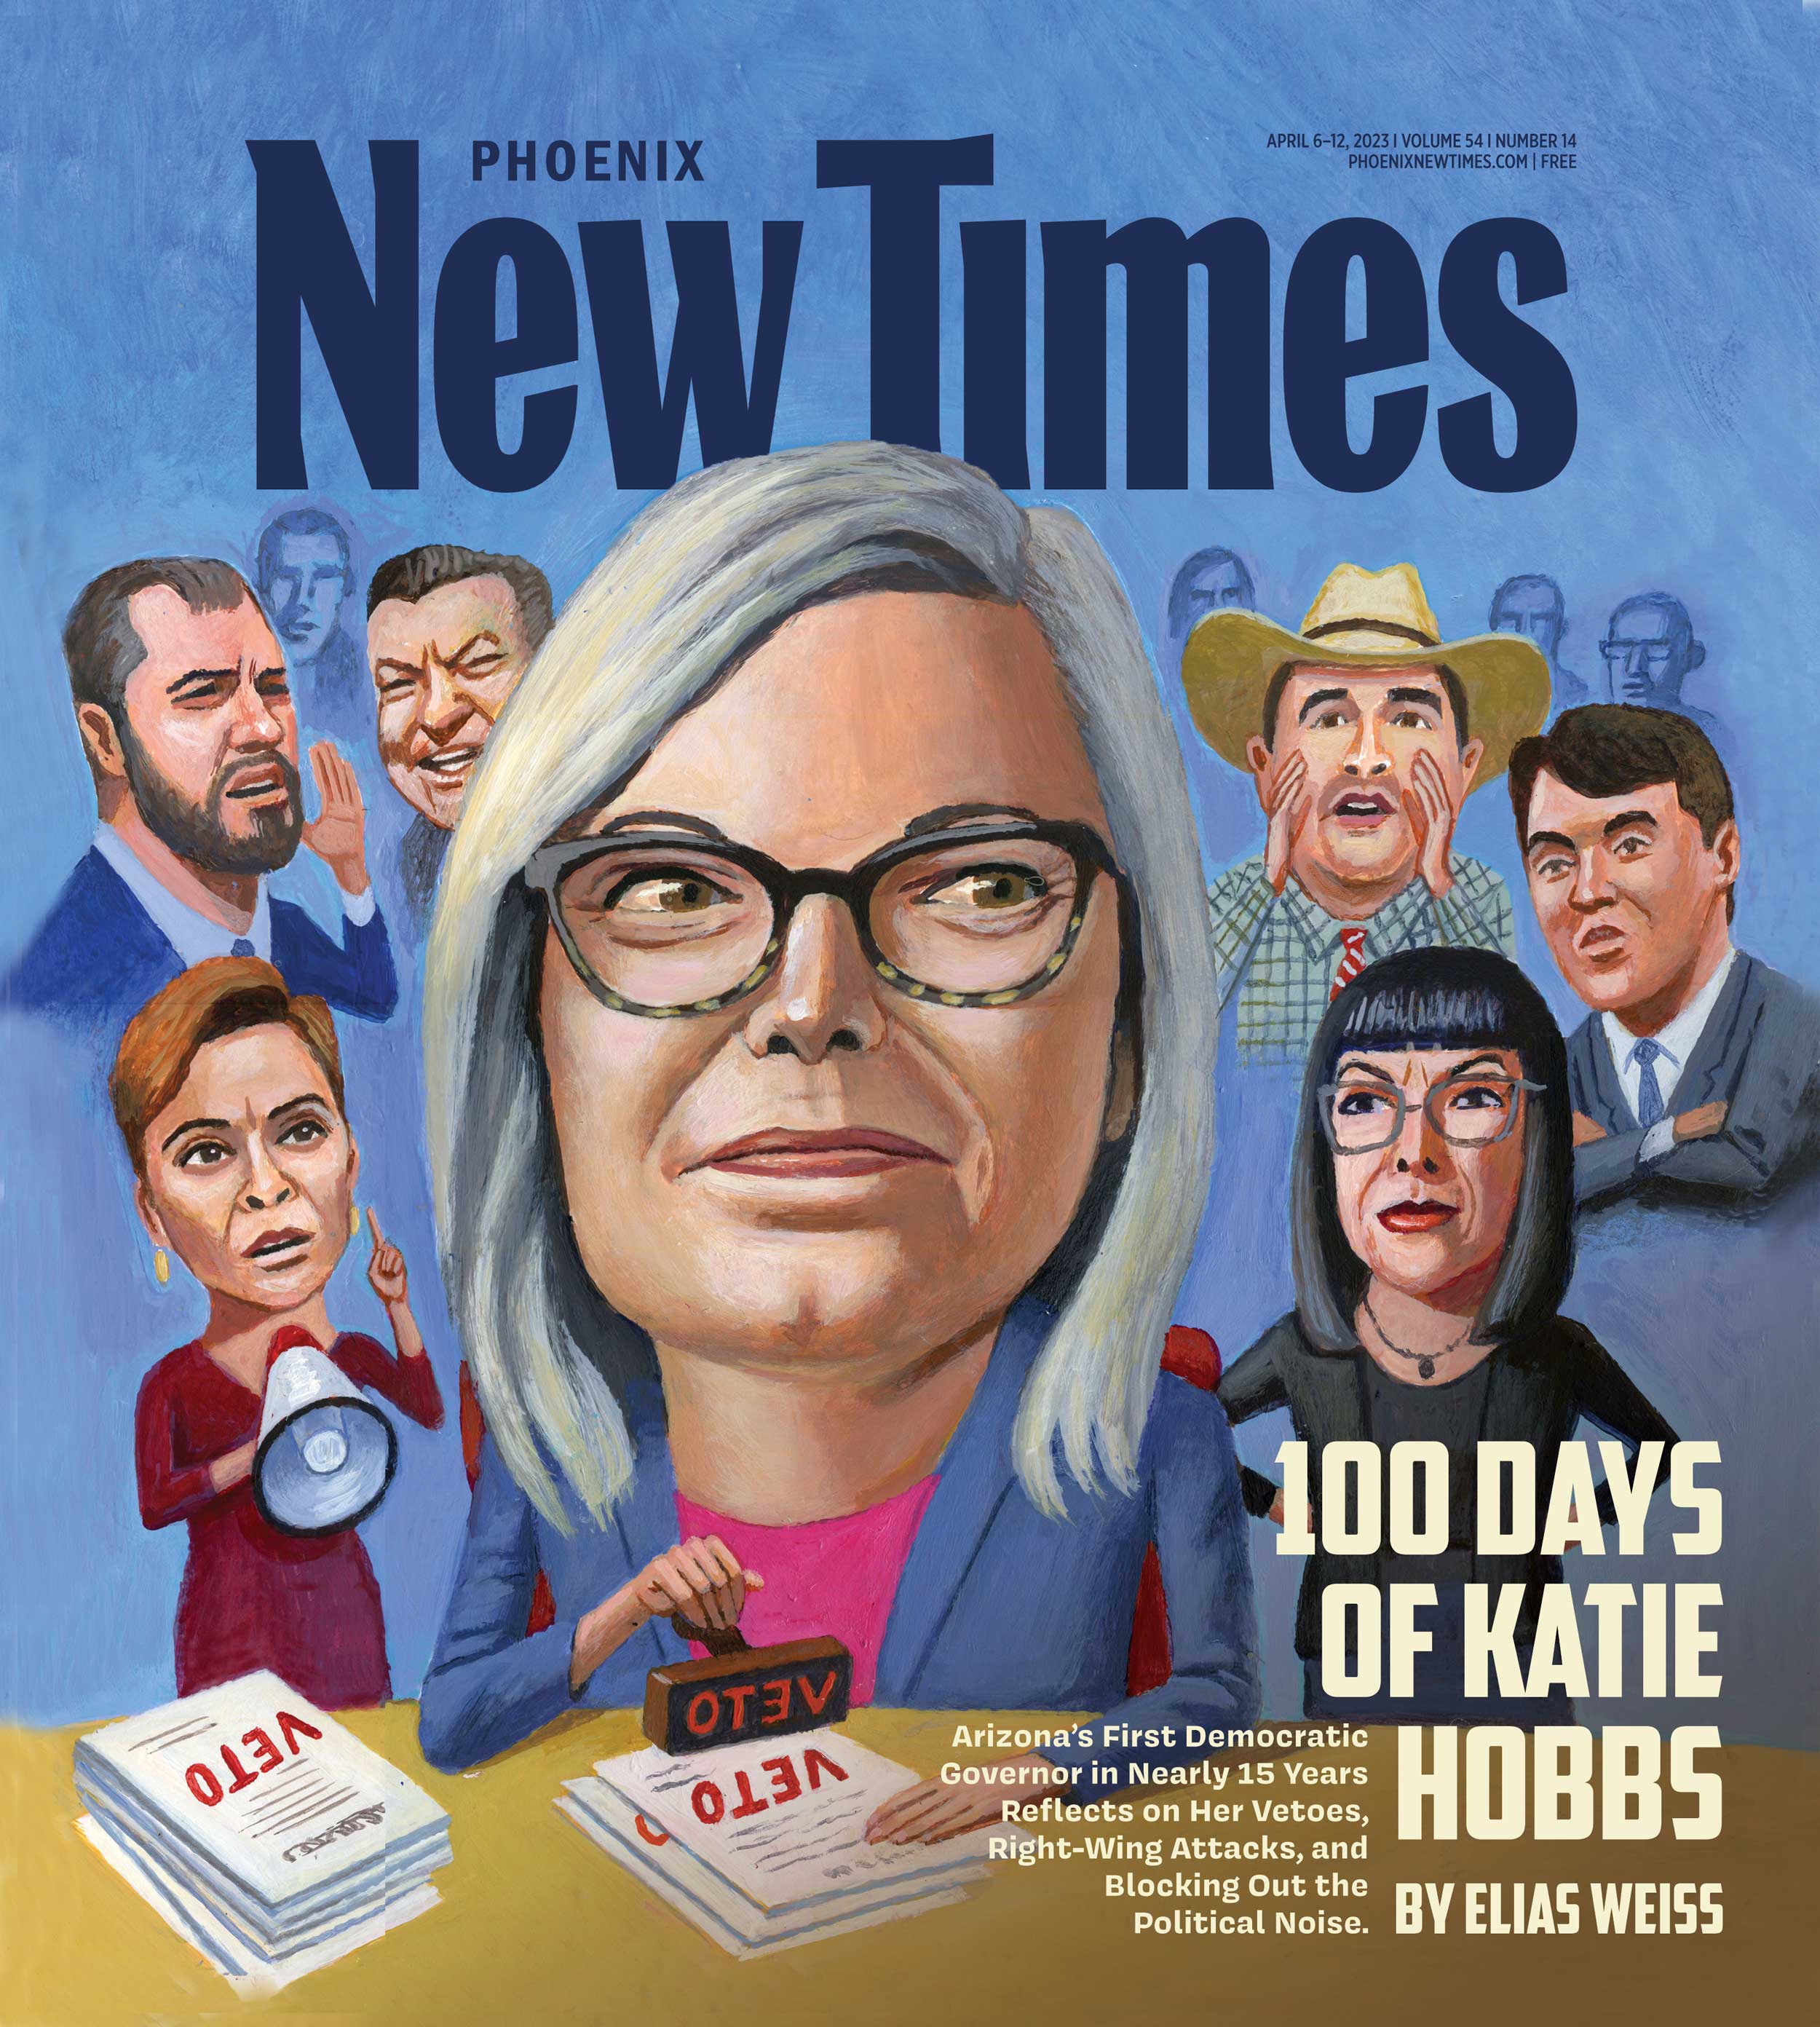 PHOENIX
New Times
APRIL 6–12, 2023 I VOLUME 54 I NUMBER 14
PHOENIXNEWTIMES.COM | FREE
VETO
VETO
VETO
100 DAYS
OF KATIE
HOBBS
BY ELIAS WEISS
Arizona’s First Democratic
Governor in Nearly 15 Years
Reflects on Her Vetoes,
Right-Wing Attacks, and
Blocking Out the
Political Noise.